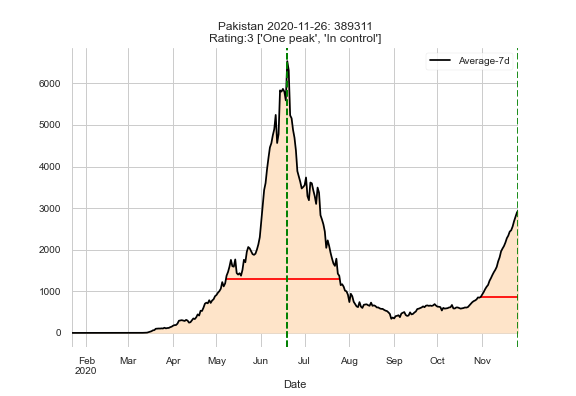 Pakistan 2020-11-26: 389311
Rating:3 ['One peak', 'In control']
Average-7d
6000
5000
4000
3000
2000
1000
0
Feb Mar Apr May Jun Jul Aug Sep Oct Nov
2020
Date